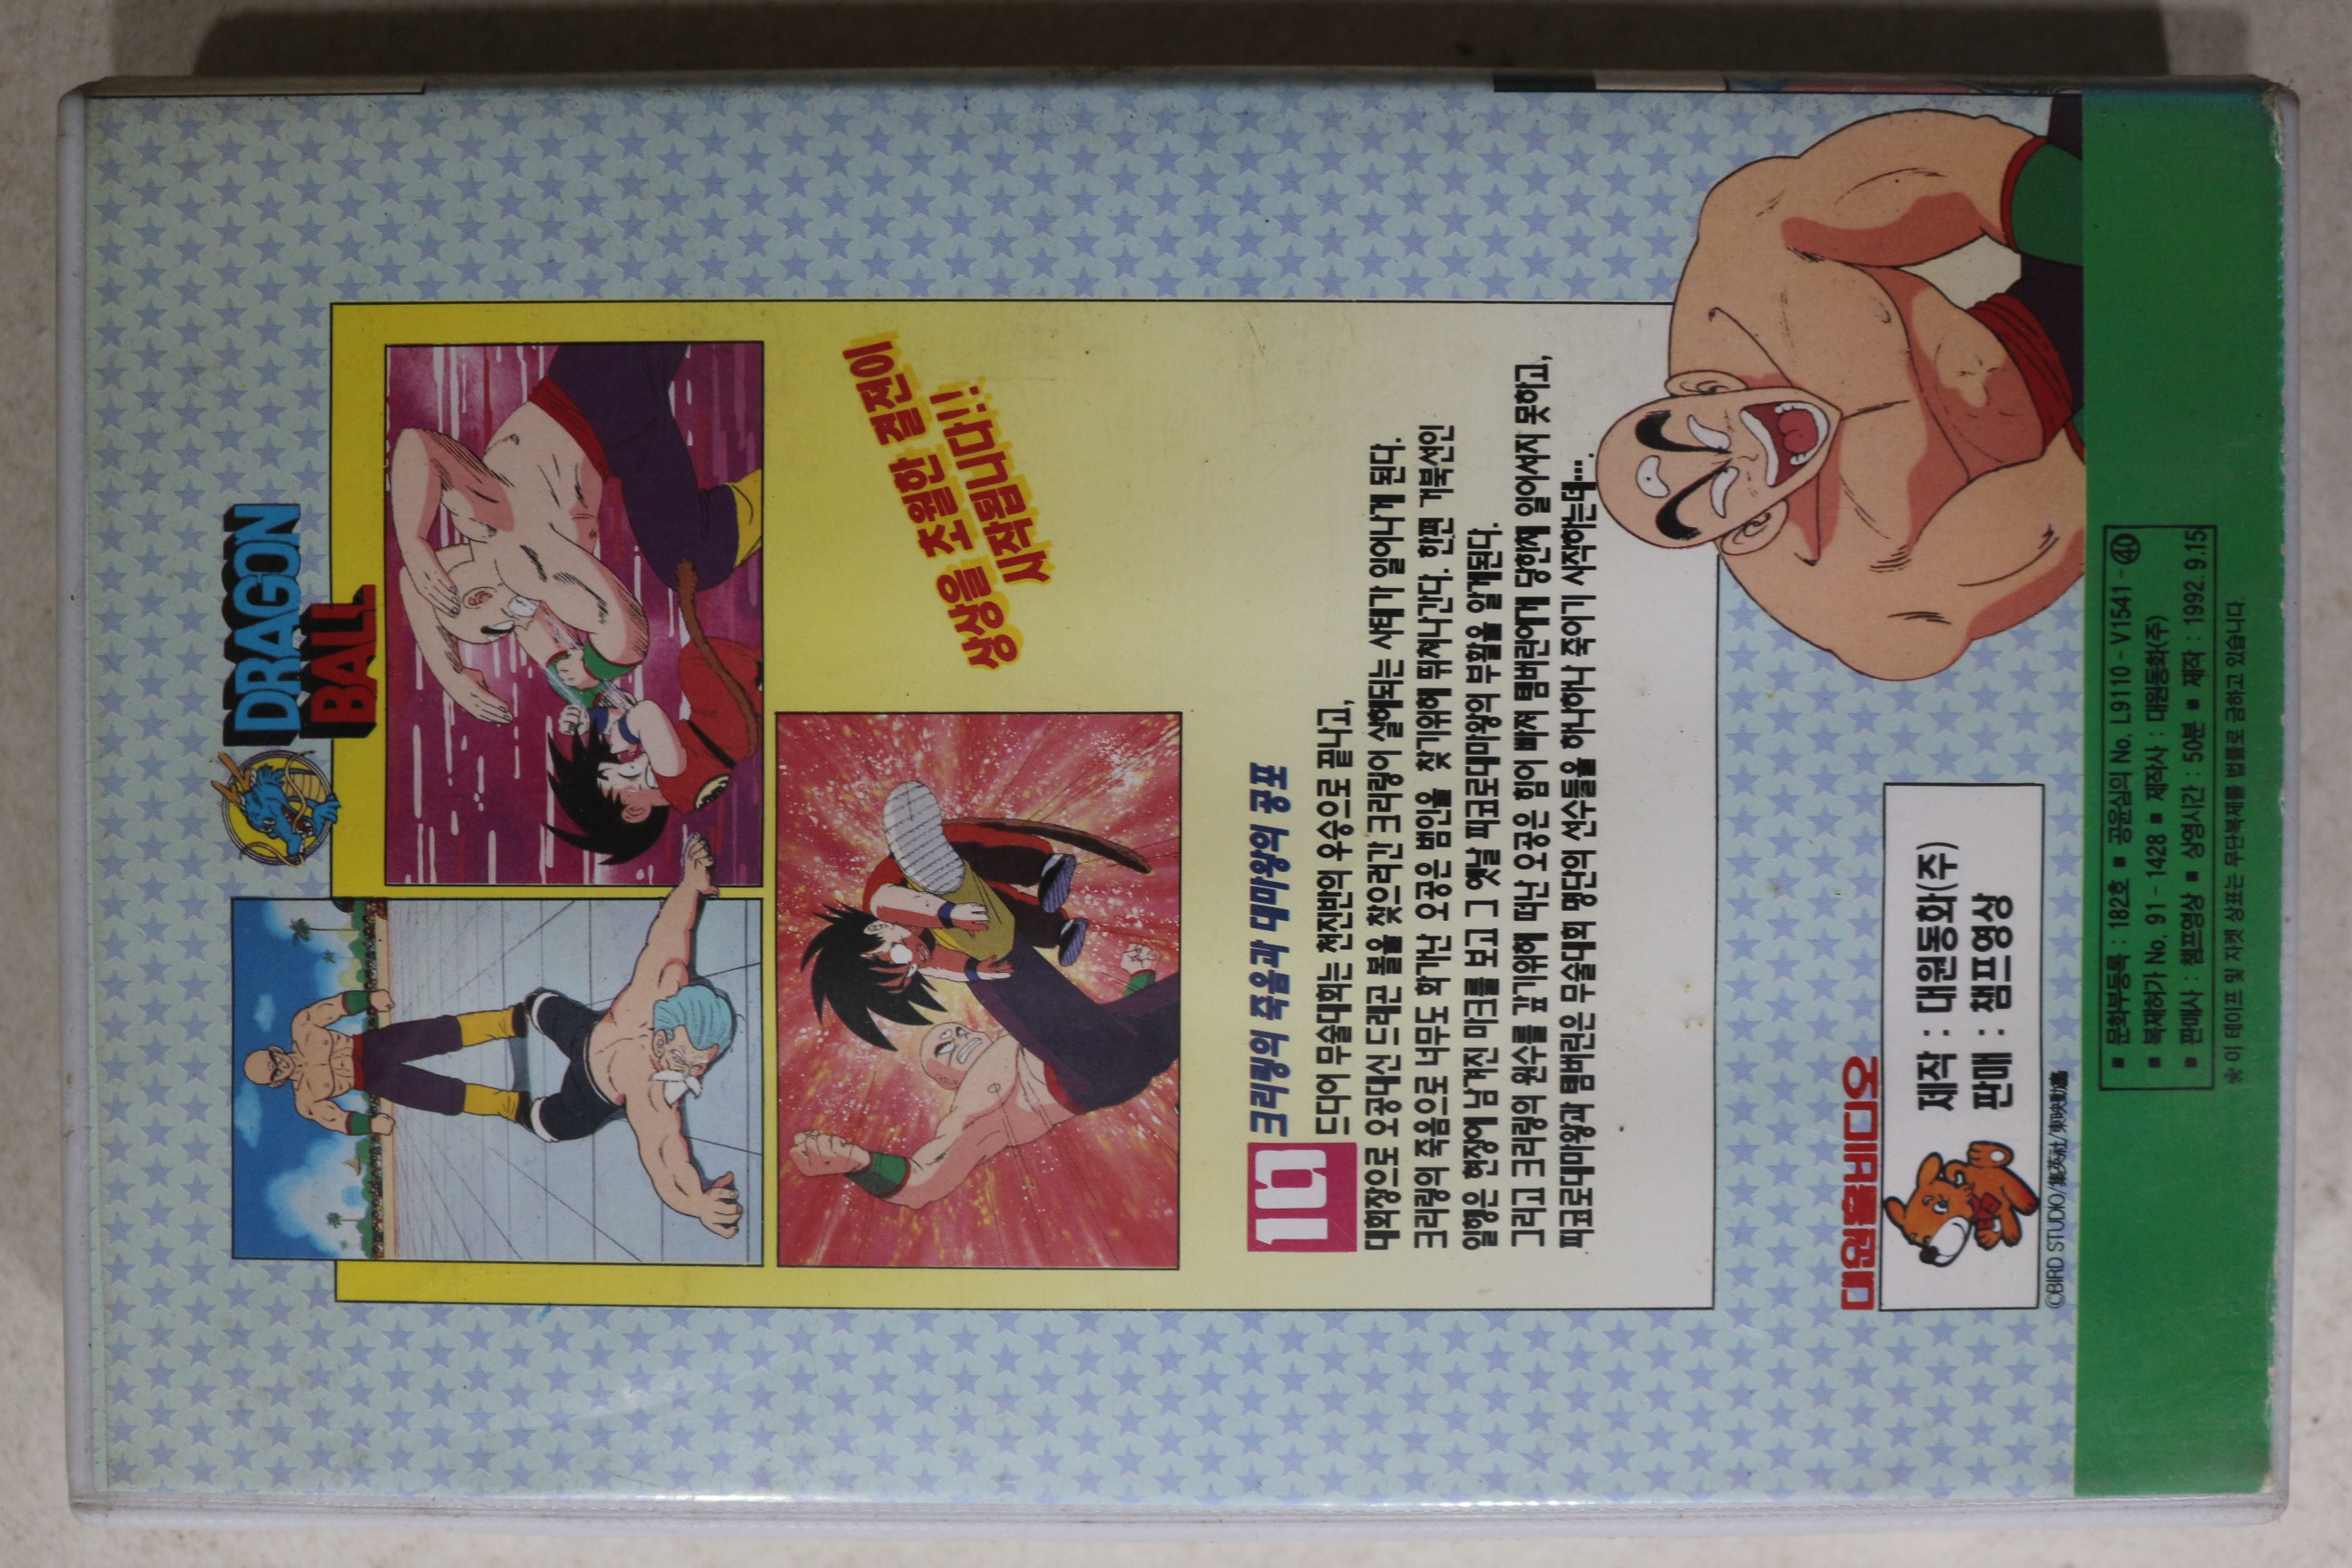 DRAGON
BALL
상상을 초월한 결전이
시작됩니다!!
10
크리링의 죽음과 대마왕의 공포
드디어 무술대회는 천진반의 우승으로 끝나고,
대회장으로 오공대신 드래곤 볼을 찾으러간 크리링이 살해되는 사태가 일어나게 된다.
크리링의 죽음으로 너무도 화가난 오공은 범인을 찾기위해 뛰쳐나간다. 한편 거북선인
일행은 현장에 남겨진 마크를 보고 그 옛날 피코로대마왕의 부활을 알게된다.
그리고 크리링의 원수를 갚기위해 떠난 오공은 힘이 빠져 탬버린에게 당한채 일어서지 못하고,
피코로대마왕과 탬버린은 무술대회 명단의 선수들을 하나하나 죽이기 시작하는데….
대원홈비디오
제작 : 대원동화(주)
판매 : 챔프영상
©BIRD STUDIO/集英社/東映動画
■ 문화부등록 : 182호 ■ 공윤심의 No. L9110 - V1541 - 40
■ 복제허가 No. 91 - 1428 ■ 제작사 : 대원동화(주)
■ 판매사 : 챔프영상 ■ 상영시간 : 50분 ■ 제작 : 1992. 9.15
※ 이 테이프 및 자켓 상표는 무단복제를 법률로 금하고 있습니다.